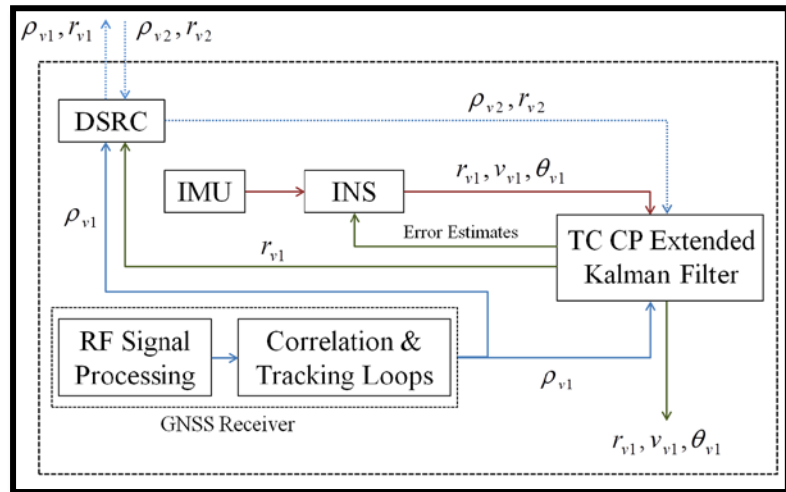 ρv1, rv1 ρv2, rv2
DSRC
ρv2, rv2
IMU
INS
rv1, vv1, θv1
ρv1
Error Estimates
TC CP Extended
Kalman Filter
rv1
RF Signal
Processing
Correlation &
Tracking Loops
ρv1
GNSS Receiver
rv1, vv1, θv1